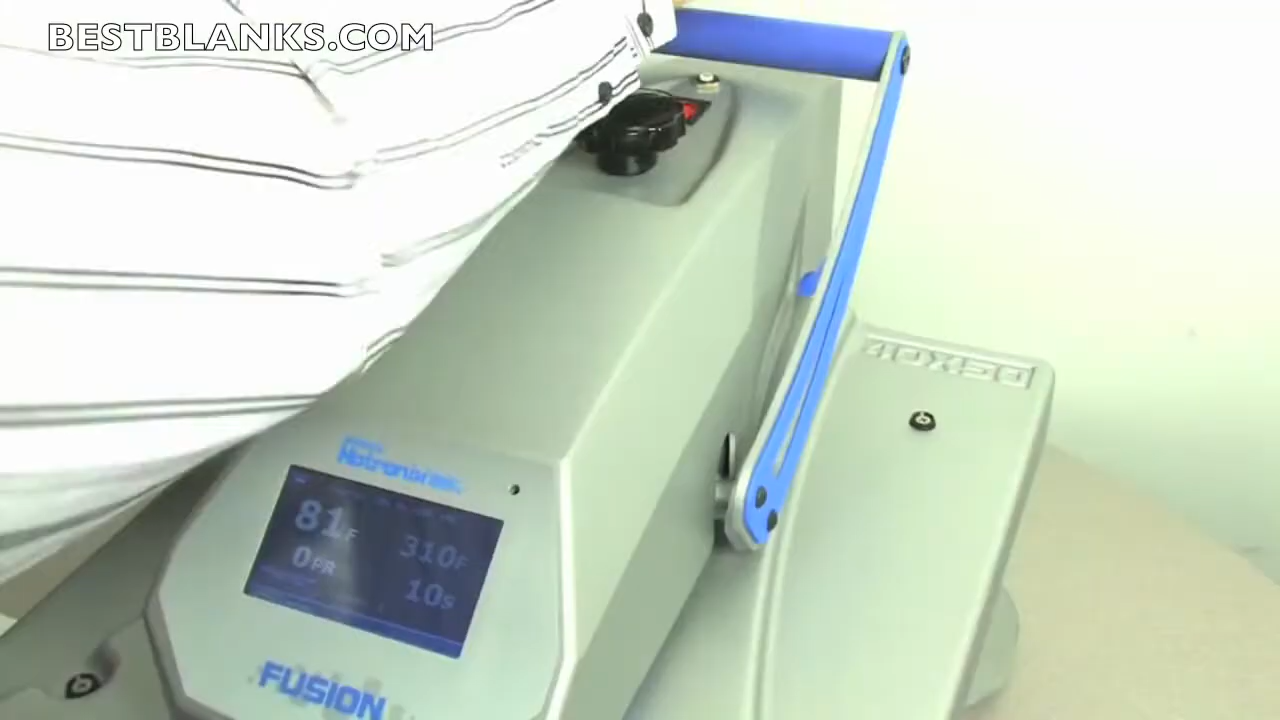 BESTBLANKS.COM
40X50
Hotronix
81F
310F
0PR
10s
FUSION